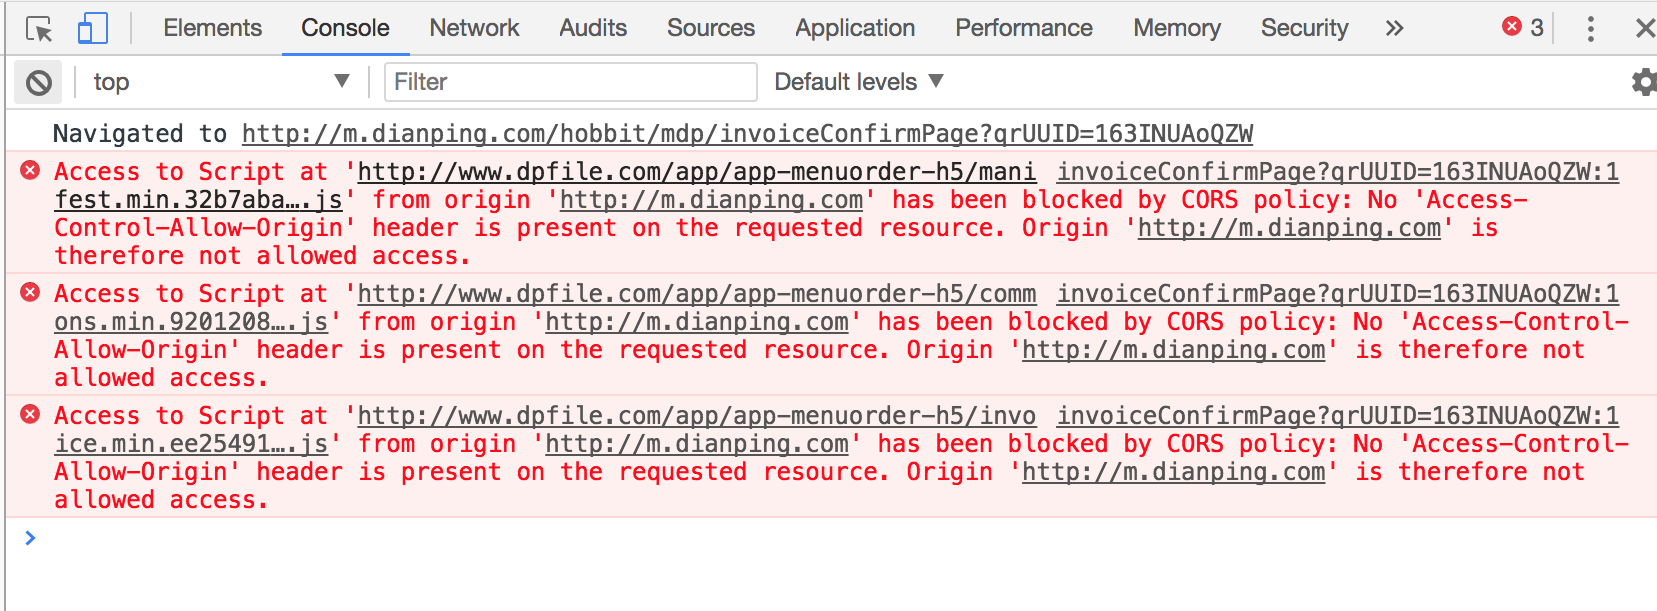 Elements Console Network Audits Sources Application Performance Memory Security » 3
top Filter Default levels
Navigated to http://m.dianping.com/hobbit/mdp/invoiceConfirmPage?qrUUID=163INUAoQZW
Access to Script at 'http://www.dpfile.com/app/app-menuorder-h5/mani invoiceConfirmPage?qrUUID=163INUAoQZW:1
fest.min.32b7aba….js' from origin 'http://m.dianping.com' has been blocked by CORS policy: No 'Access-
Control-Allow-Origin' header is present on the requested resource. Origin 'http://m.dianping.com' is
therefore not allowed access.
Access to Script at 'http://www.dpfile.com/app/app-menuorder-h5/comm invoiceConfirmPage?qrUUID=163INUAoQZW:1
ons.min.9201208….js' from origin 'http://m.dianping.com' has been blocked by CORS policy: No 'Access-Control-
Allow-Origin' header is present on the requested resource. Origin 'http://m.dianping.com' is therefore not
allowed access.
Access to Script at 'http://www.dpfile.com/app/app-menuorder-h5/invo invoiceConfirmPage?qrUUID=163INUAoQZW:1
ice.min.ee25491….js' from origin 'http://m.dianping.com' has been blocked by CORS policy: No 'Access-Control-
Allow-Origin' header is present on the requested resource. Origin 'http://m.dianping.com' is therefore not
allowed access.